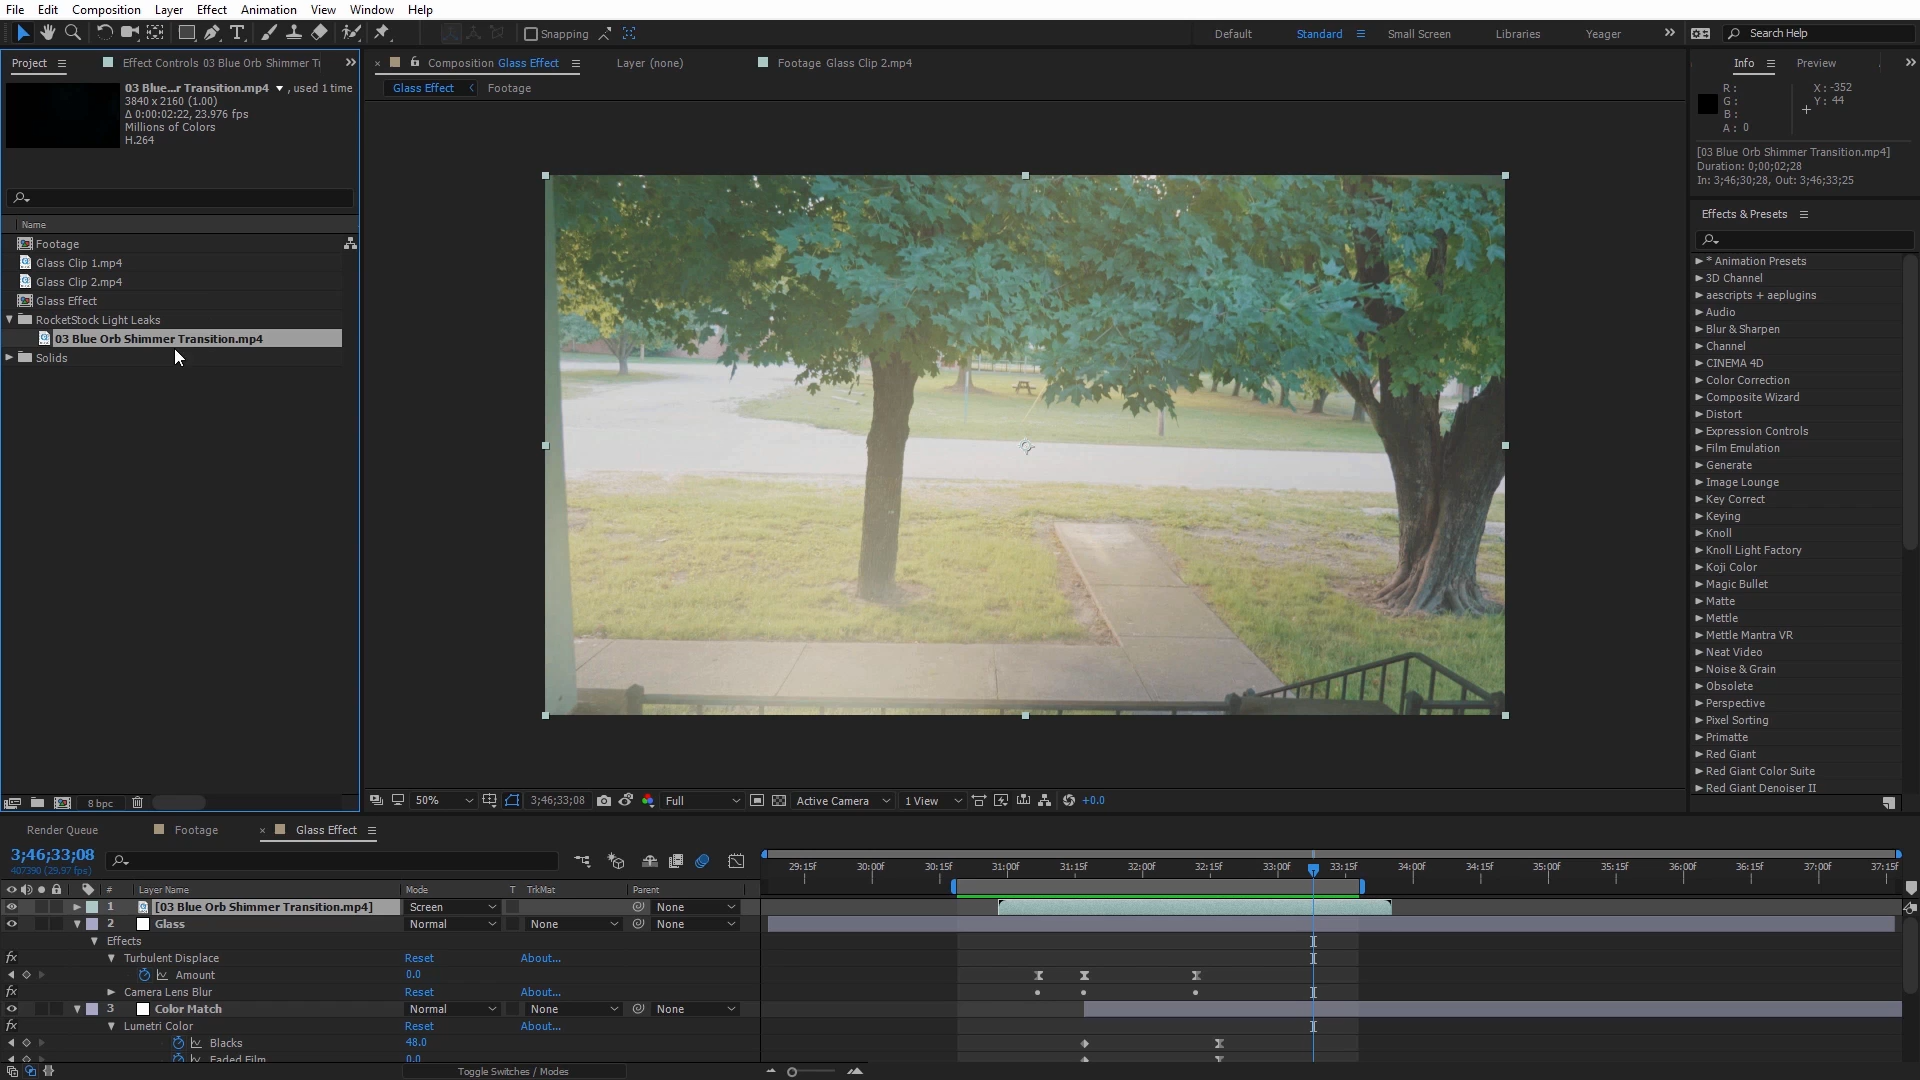 File Edit Composition Layer Effect Animation View Window Help
Snapping
Default Standard Small Screen Libraries Yeager
Search Help
Project
Effect Controls 03 Blue Orb Shimmer Tr
Composition Glass Effect
Layer (none)
Footage Glass Clip 2.mp4
Info
Preview
Glass Effect
Footage
03 Blue...r Transition.mp4 , used 1 time
3840 x 2160 (1.00)
Δ 0:00:02:22, 23.976 fps
Millions of Colors
H.264
R :
G :
B :
A : 0
X : -352
Y : 44
[03 Blue Orb Shimmer Transition.mp4]
Duration: 0;00;02;28
In: 3;46;30;28, Out: 3;46;33;25
Name
Footage
Glass Clip 1.mp4
Glass Clip 2.mp4
Glass Effect
RocketStock Light Leaks
03 Blue Orb Shimmer Transition.mp4
Solids
Effects & Presets
* Animation Presets
3D Channel
aescripts + aeplugins
Audio
Blur & Sharpen
Channel
CINEMA 4D
Color Correction
Composite Wizard
Distort
Expression Controls
Film Emulation
Generate
Image Lounge
Key Correct
Keying
Knoll
Knoll Light Factory
Koji Color
Magic Bullet
Matte
Mettle
Mettle Mantra VR
Neat Video
Noise & Grain
Obsolete
Perspective
Pixel Sorting
Primatte
Red Giant
Red Giant Color Suite
Red Giant Denoiser II
8 bpc
50%
3;46;33;08
Full
Active Camera
1 View
+0.0
Render Queue
Footage
Glass Effect
3;46;33;08
407390 (29.97 fps)
29:15f 30:00f 30:15f 31:00f 31:15f 32:00f 32:15f 33:00f 33:15f 34:00f 34:15f 35:00f 35:15f 36:00f 36:15f 37:00f 37:15f
# Layer Name Mode T TrkMat Parent
1 [03 Blue Orb Shimmer Transition.mp4] Screen None
2 Glass Normal None None
Effects
fx Turbulent Displace Reset About...
Amount 0.0
fx Camera Lens Blur Reset About...
3 Color Match Normal None None
fx Lumetri Color Reset About...
Blacks 48.0
Faded Film 0.0
Toggle Switches / Modes